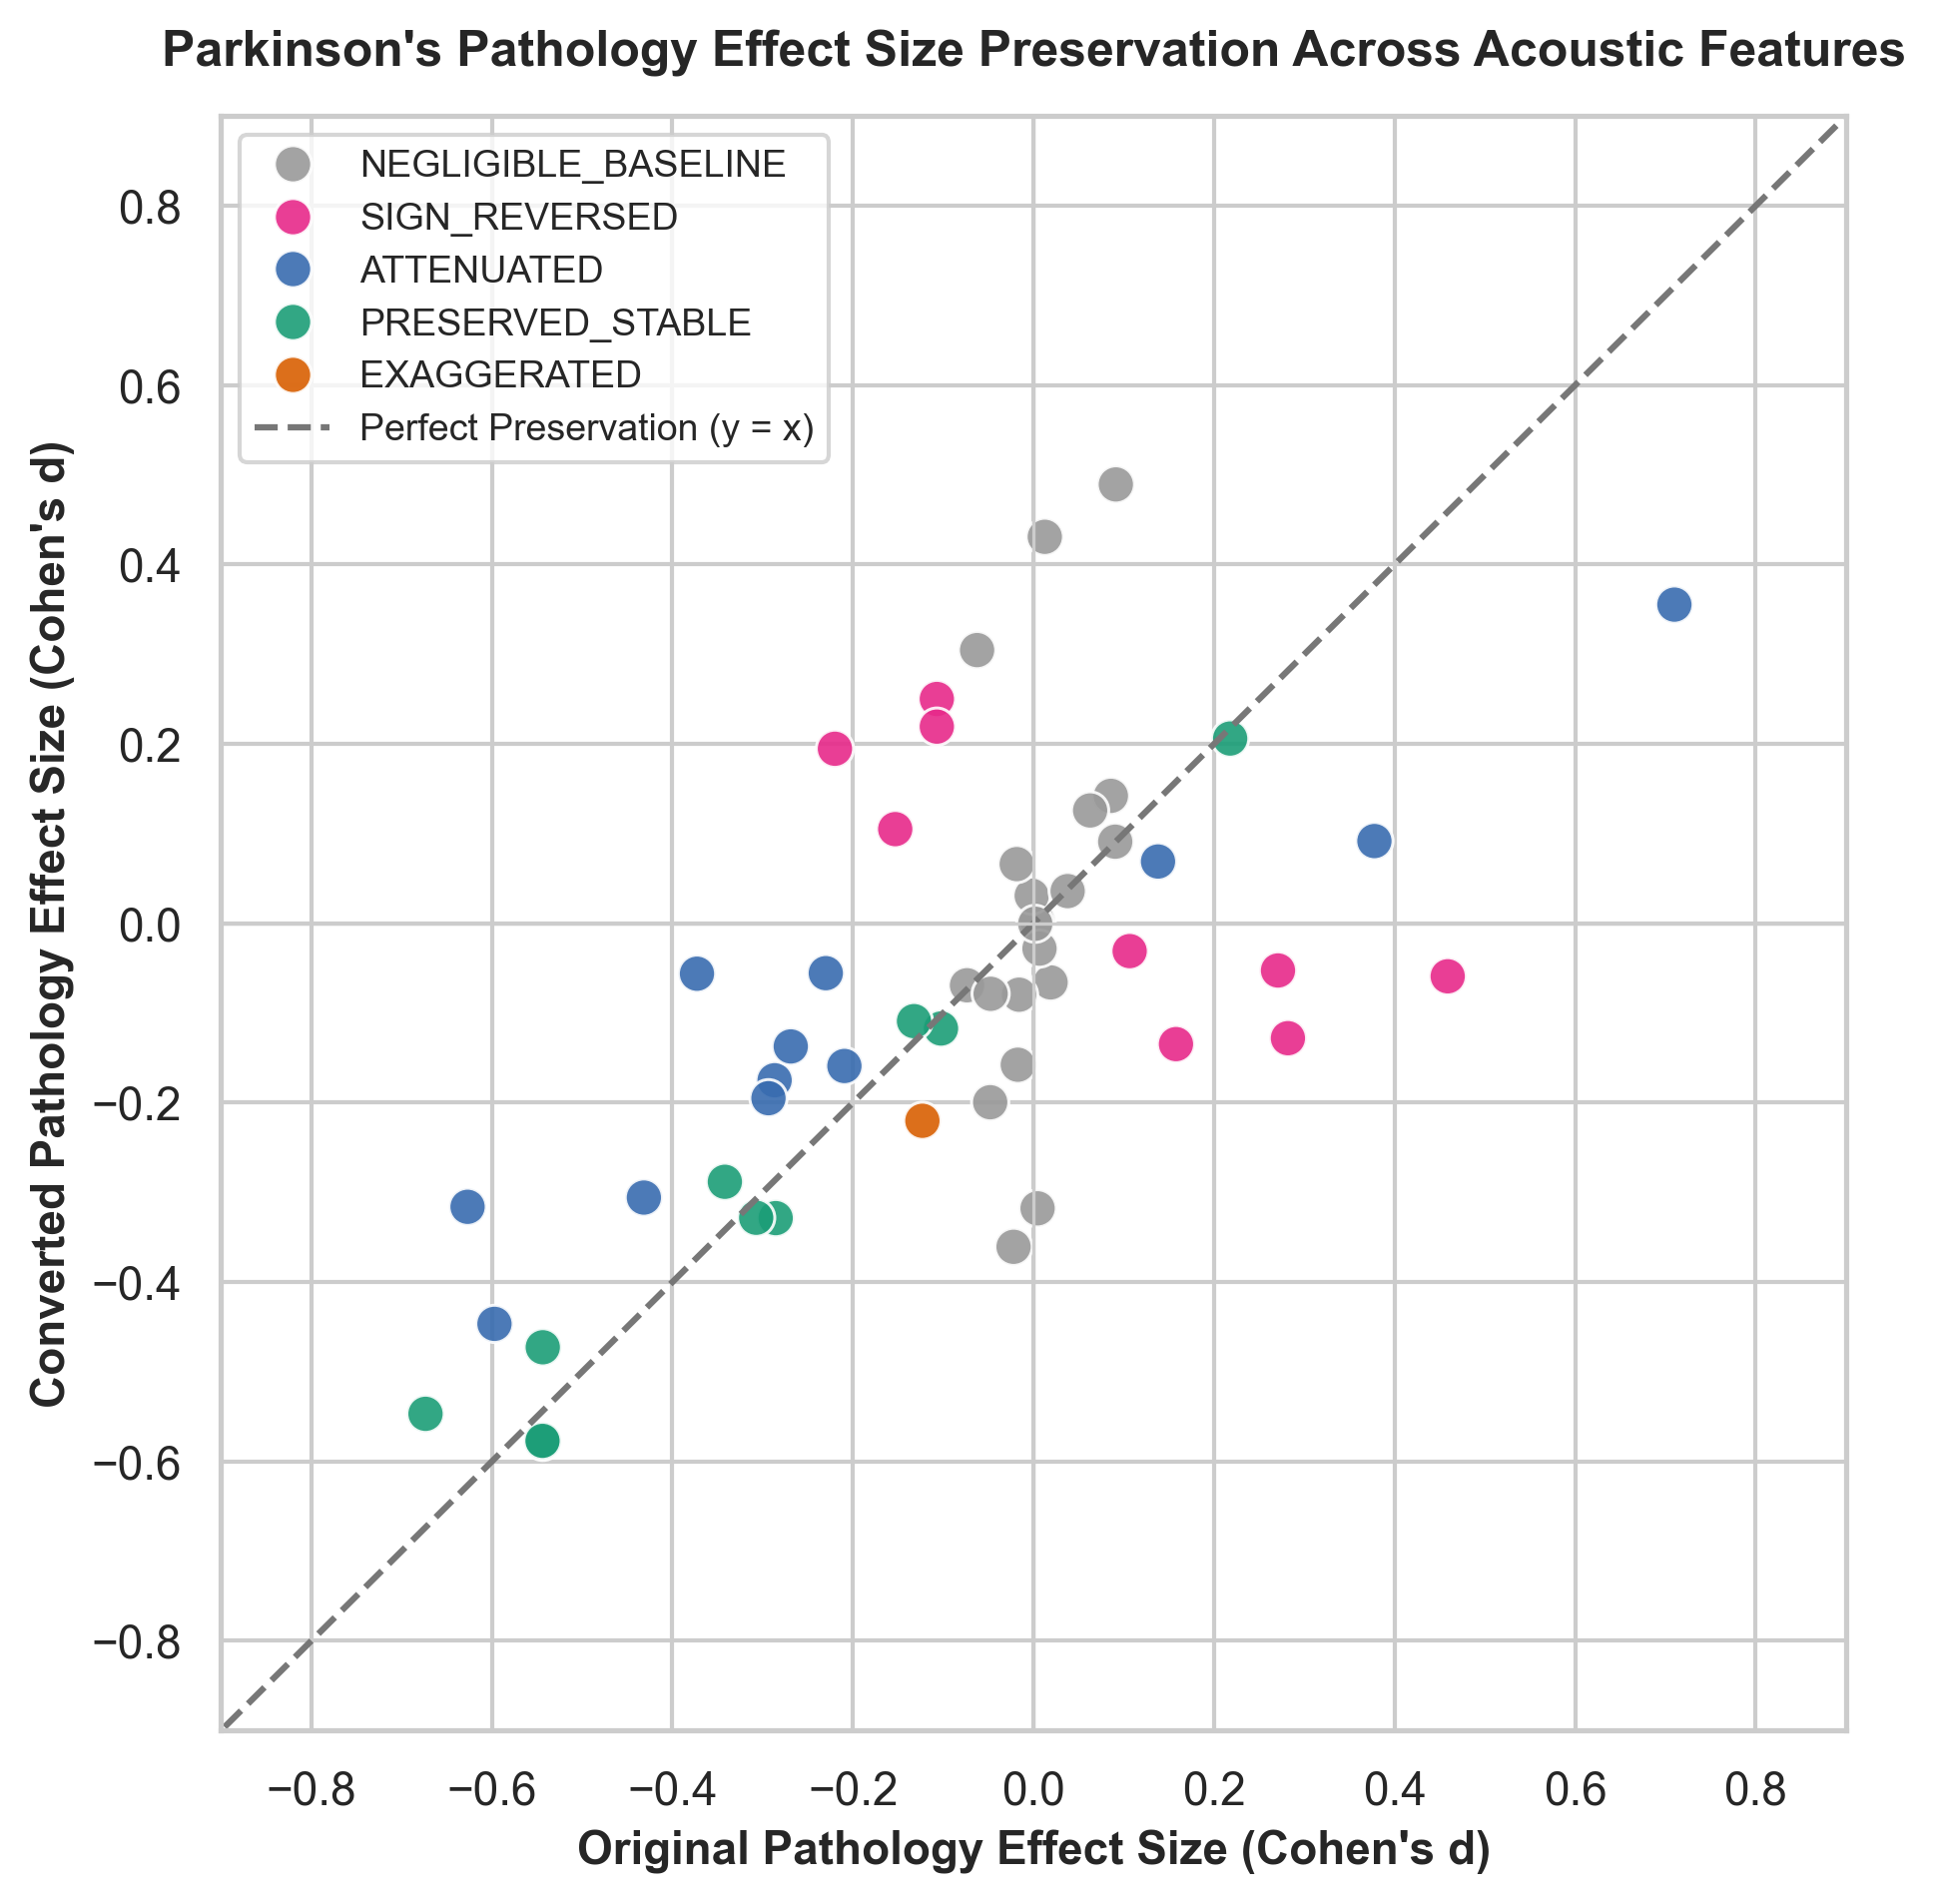 Parkinson's Pathology Effect Size Preservation Across Acoustic Features
NEGLIGIBLE_BASELINE
SIGN_REVERSED
ATTENUATED
PRESERVED_STABLE
EXAGGERATED
Perfect Preservation (y = x)
Converted Pathology Effect Size (Cohen's d)
0.8
0.6
0.4
0.2
0.0
−0.2
−0.4
−0.6
−0.8
−0.8 −0.6 −0.4 −0.2 0.0 0.2 0.4 0.6 0.8
Original Pathology Effect Size (Cohen's d)